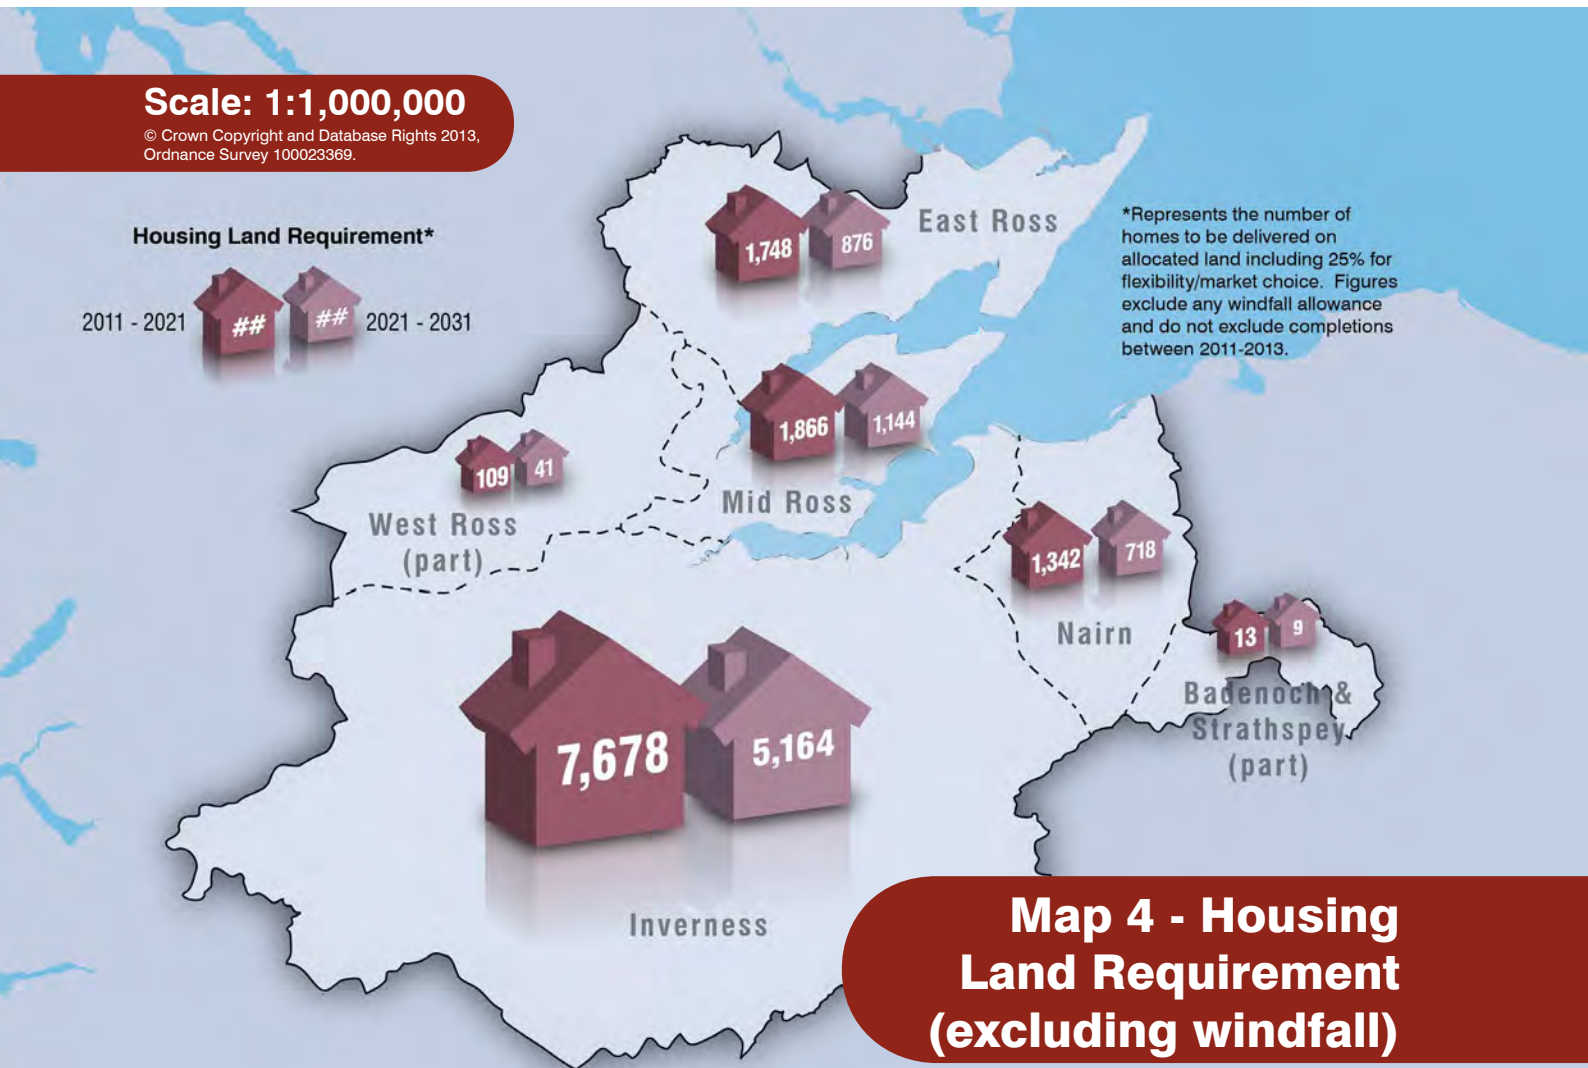 Scale: 1:1,000,000
© Crown Copyright and Database Rights 2013,
Ordnance Survey 100023369.
Housing Land Requirement*
2011 - 2021
##
##
2021 - 2031
*Represents the number of
homes to be delivered on
allocated land including 25% for
flexibility/market choice.  Figures
exclude any windfall allowance
and do not exclude completions
between 2011-2013.
1,748
876
East Ross
1,866
1,144
Mid Ross
109
41
West Ross
(part)
1,342
718
Nairn
13
9
Badenoch &
Strathspey
(part)
7,678
5,164
Inverness
Map 4 - Housing
Land Requirement
(excluding windfall)